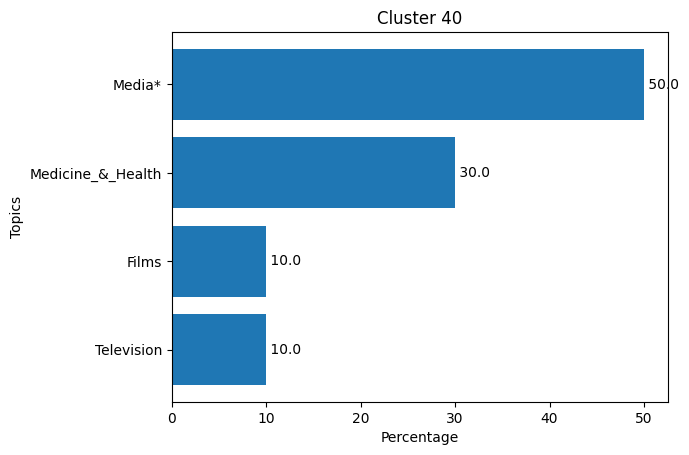 Cluster 40
Media*
50.0
Medicine_&_Health
30.0
Films
10.0
Television
10.0
Topics
0 10 20 30 40 50
Percentage